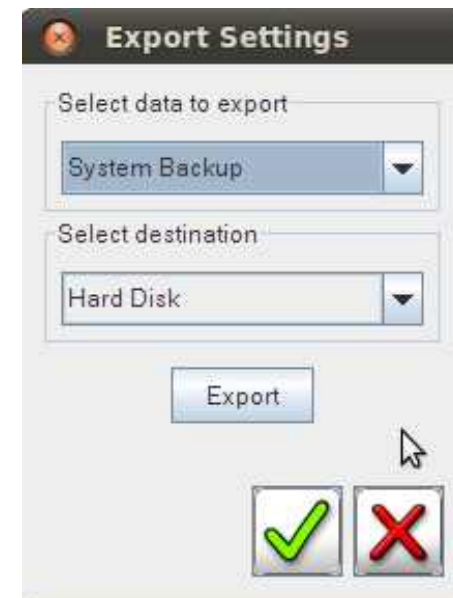 Export Settings
Select data to export
System Backup
Select destination
Hard Disk
Export